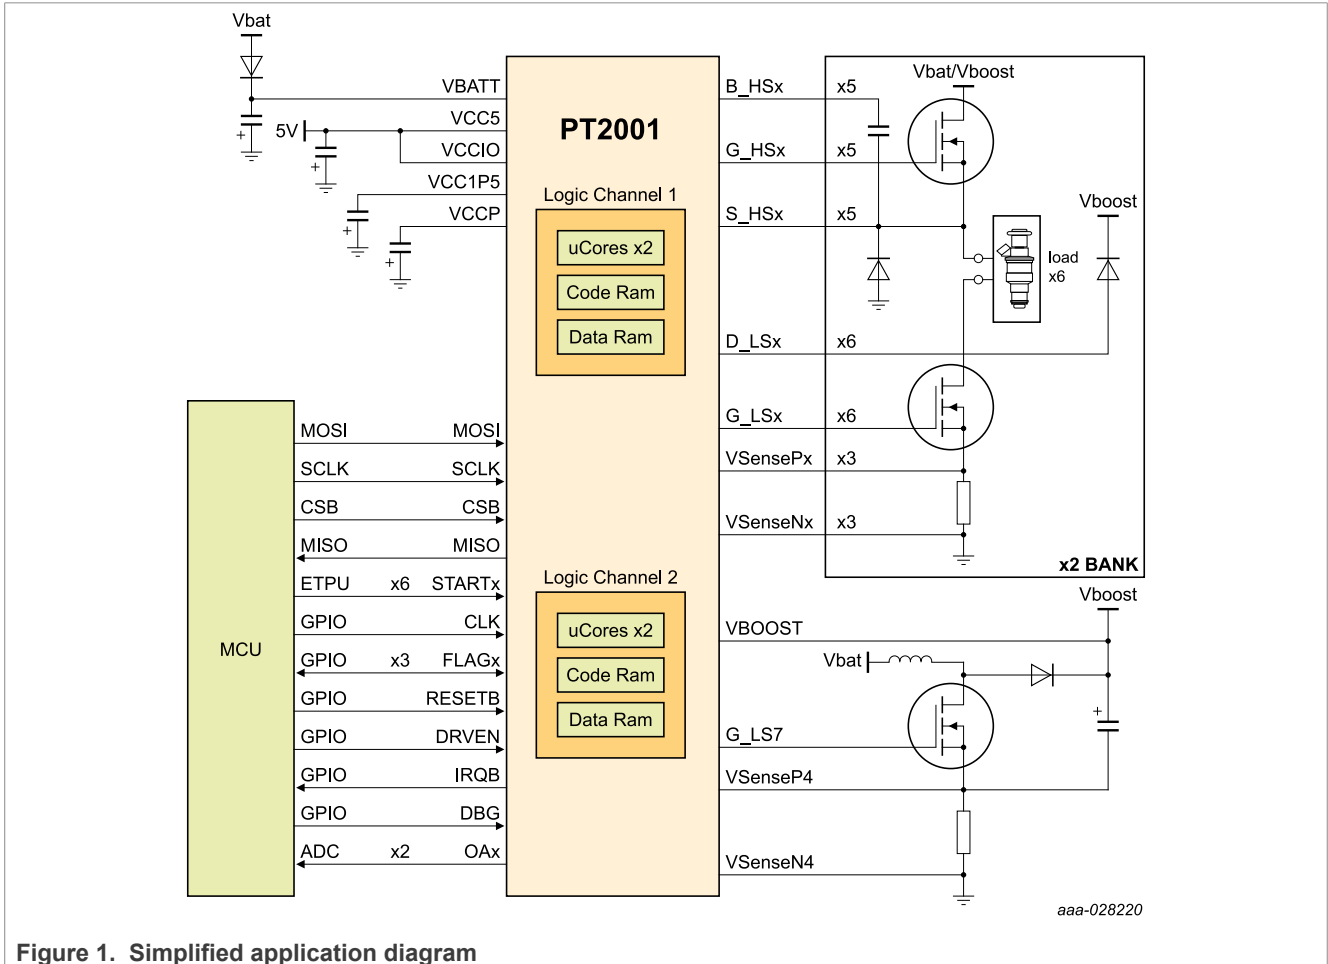 Vbat
VBATT
5V
VCC5
VCCIO
VCC1P5
VCCP
PT2001
Logic Channel 1
uCores x2
Code Ram
Data Ram
B_HSx x5
G_HSx x5
S_HSx x5
D_LSx x6
G_LSx x6
VSensePx x3
VSenseNx x3
Vbat/Vboost
Vboost
load
x6
x2 BANK
MCU
MOSI MOSI
SCLK SCLK
CSB CSB
MISO MISO
ETPU x6 STARTx
GPIO CLK
GPIO x3 FLAGx
GPIO RESETB
GPIO DRVEN
GPIO IRQB
GPIO DBG
ADC x2 OAx
Logic Channel 2
uCores x2
Code Ram
Data Ram
Vboost
VBOOST
Vbat
G_LS7
VSenseP4
VSenseN4
aaa-028220
Figure 1. Simplified application diagram